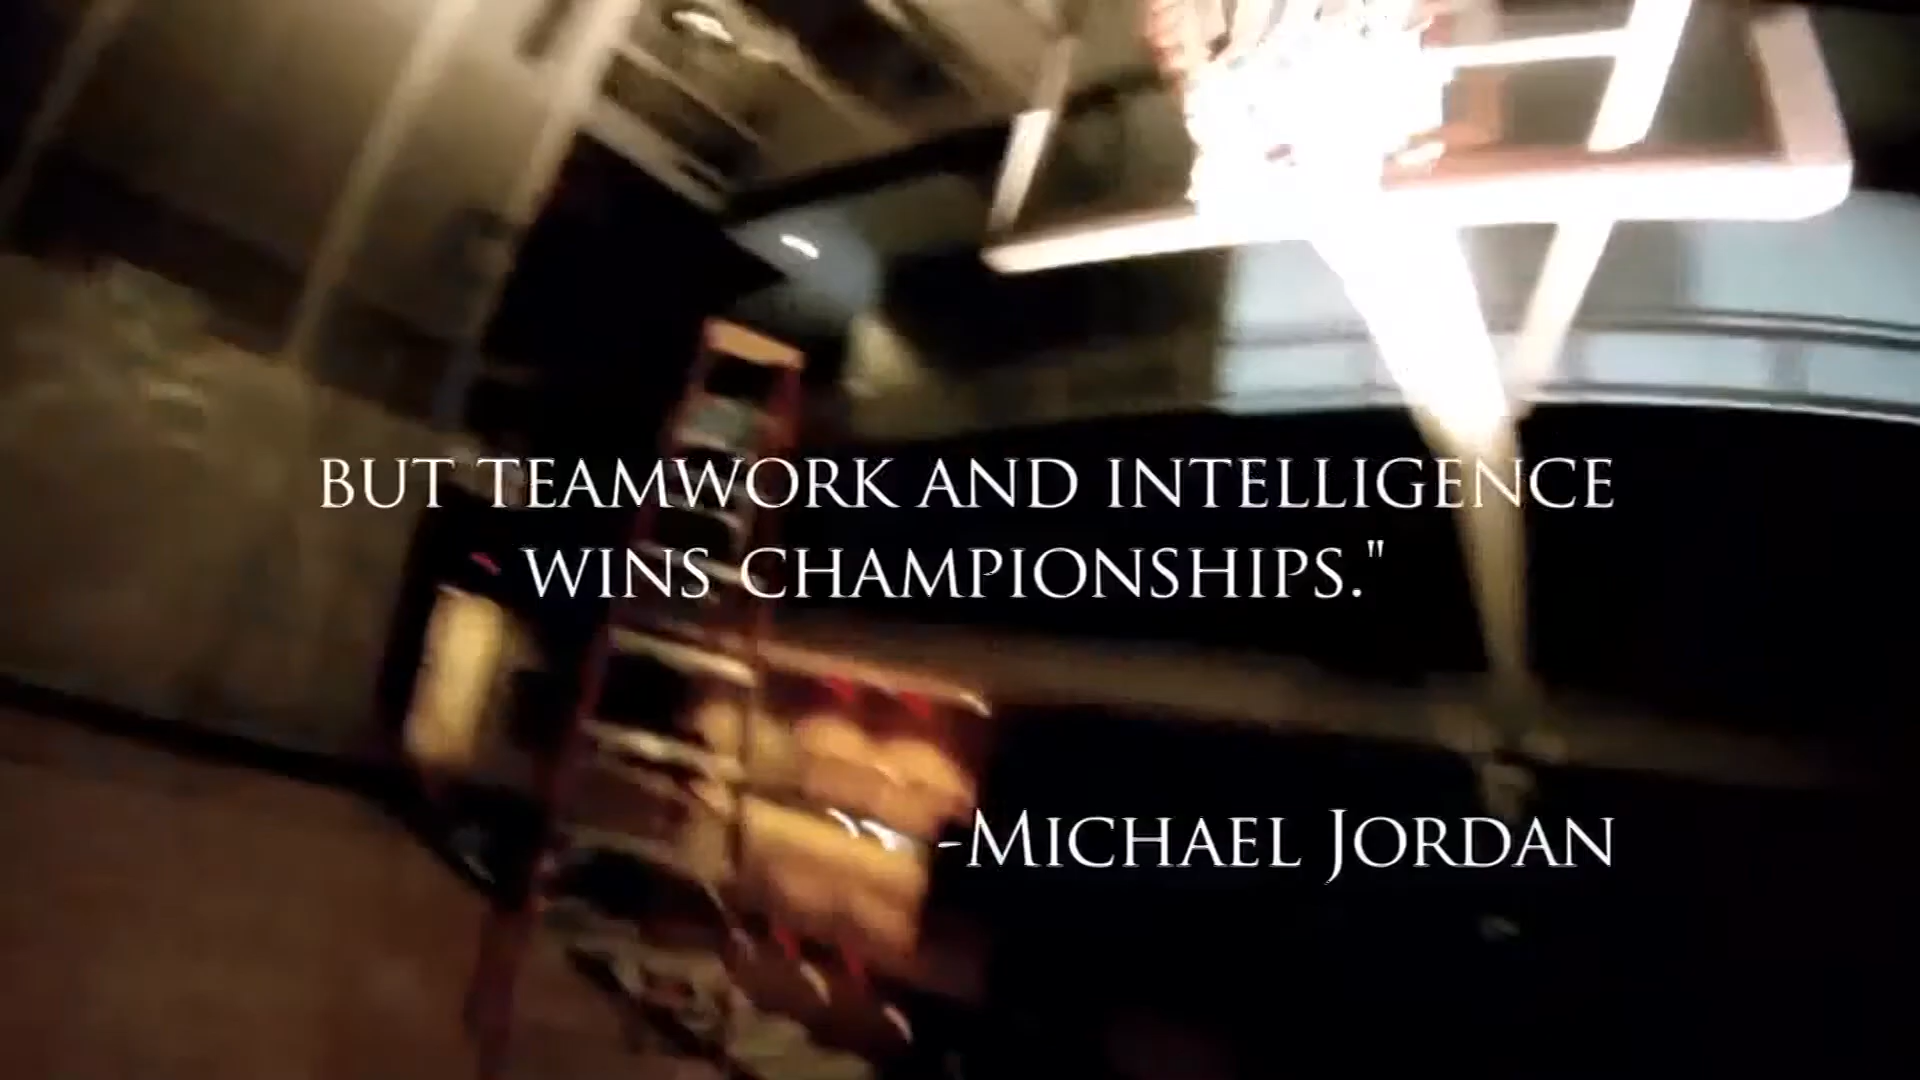 BUT TEAMWORK AND INTELLIGENCE
WINS CHAMPIONSHIPS."
-MICHAEL JORDAN